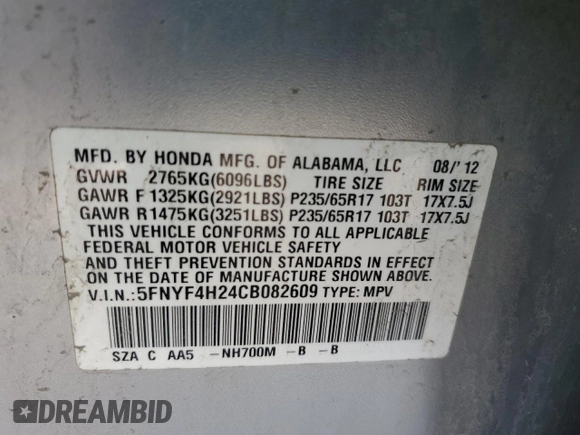 MFD. BY HONDA MFG. OF ALABAMA, LLC 08/'12
GVWR 2765KG(6096LBS) TIRE SIZE RIM SIZE
GAWR F 1325KG(2921LBS) P235/65R17 103T 17X7.5J
GAWR R 1475KG(3251LBS) P235/65R17 103T 17X7.5J
THIS VEHICLE CONFORMS TO ALL APPLICABLE
FEDERAL MOTOR VEHICLE SAFETY
AND THEFT PREVENTION STANDARDS IN EFFECT
ON THE DATE OF MANUFACTURE SHOWN ABOVE.
V.I.N.:5FNYF4H24CB082609 TYPE: MPV
SZA C AA5 -NH700M -B -B
DREAMBID